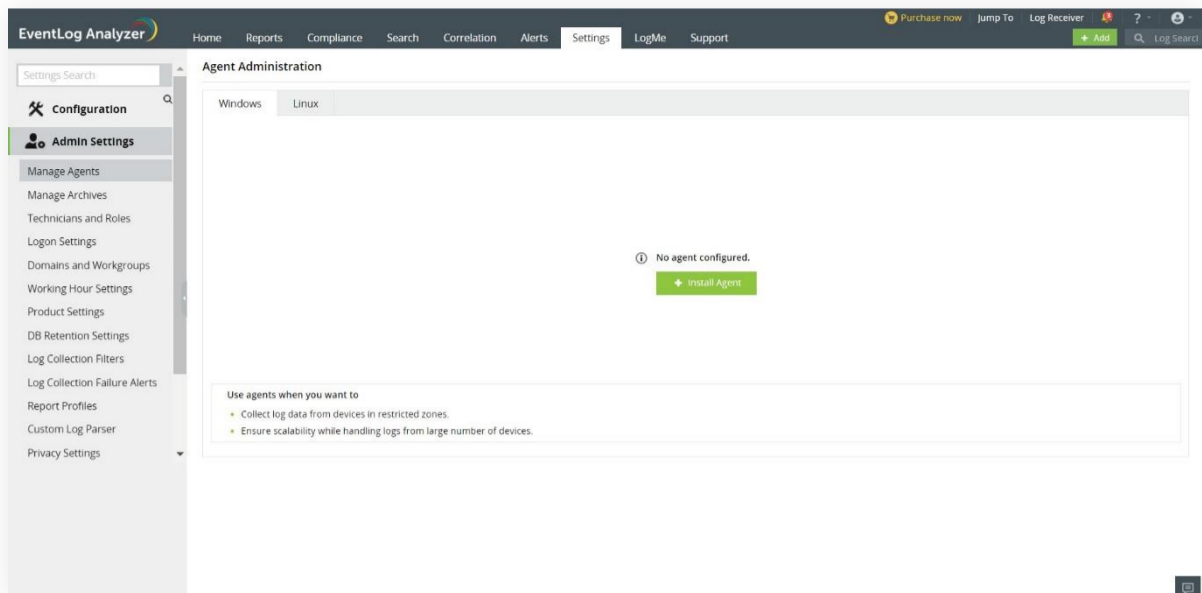 Purchase now Jump To Log Receiver ?
EventLog Analyzer
Home Reports Compliance Search Correlation Alerts Settings LogMe Support
+ Add Log Searcl
Settings Search
Agent Administration
Configuration
Windows Linux
Admin Settings
Manage Agents
Manage Archives
Technicians and Roles
Logon Settings
Domains and Workgroups
Working Hour Settings
Product Settings
DB Retention Settings
Log Collection Filters
Log Collection Failure Alerts
Report Profiles
Custom Log Parser
Privacy Settings
No agent configured.
+ Install Agent
Use agents when you want to
• Collect log data from devices in restricted zones.
• Ensure scalability while handling logs from large number of devices.